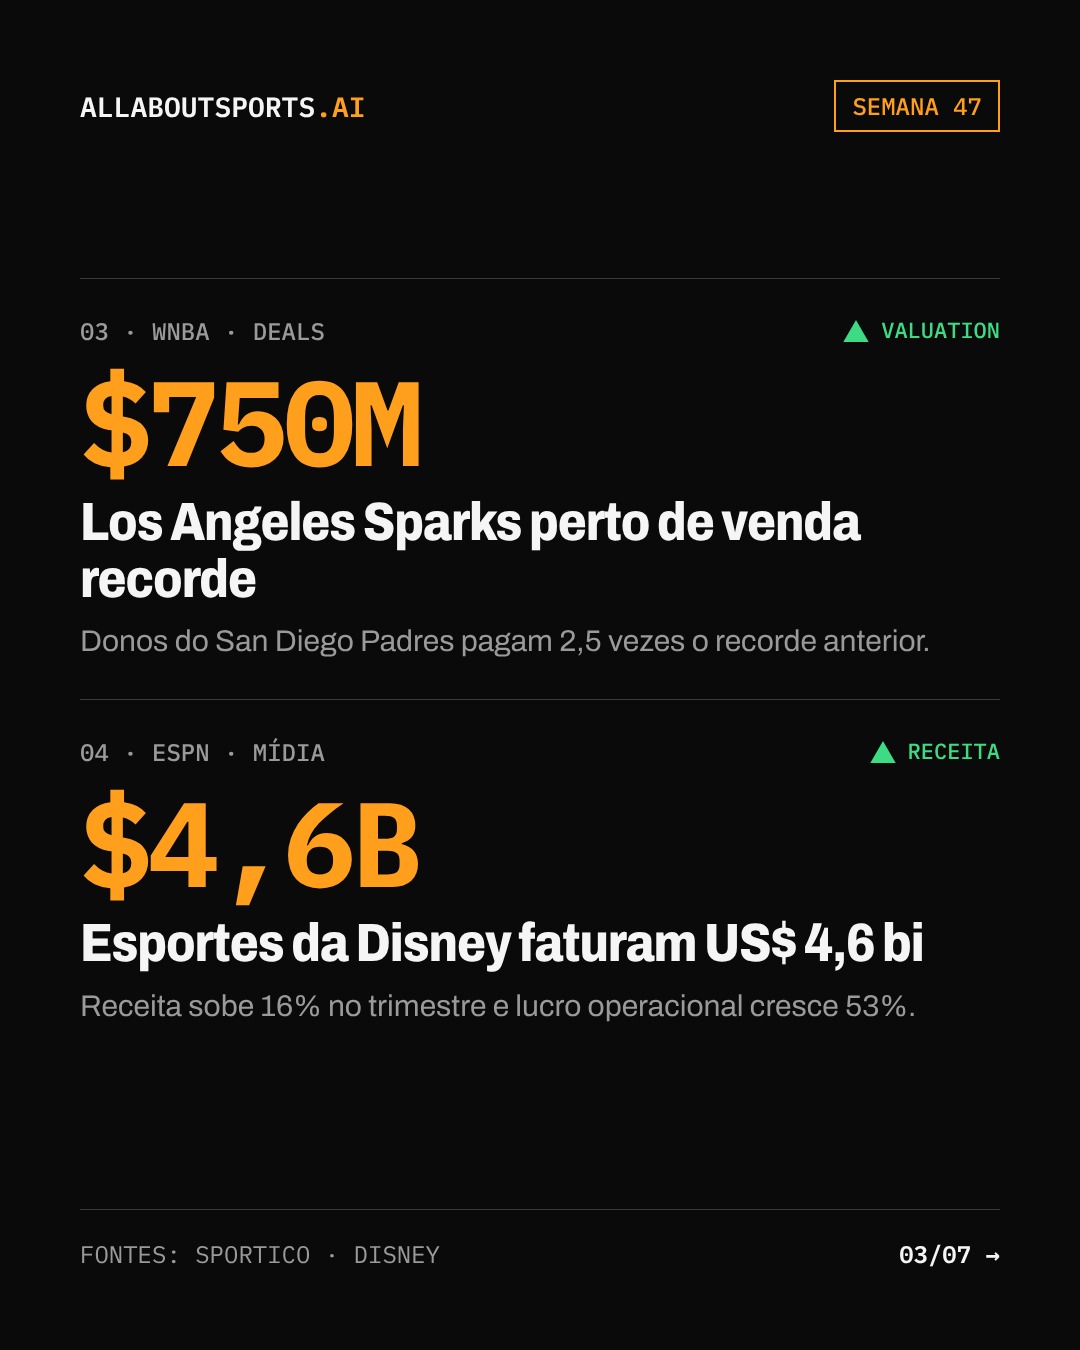 ALLABOUTSPORTS.AI
SEMANA 47
03 · WNBA · DEALS
▲ VALUATION
$750M
Los Angeles Sparks perto de venda
recorde
Donos do San Diego Padres pagam 2,5 vezes o recorde anterior.
04 · ESPN · MÍDIA
▲ RECEITA
$4,6B
Esportes da Disney faturam US$ 4,6 bi
Receita sobe 16% no trimestre e lucro operacional cresce 53%.
FONTES: SPORTICO · DISNEY
03/07 →